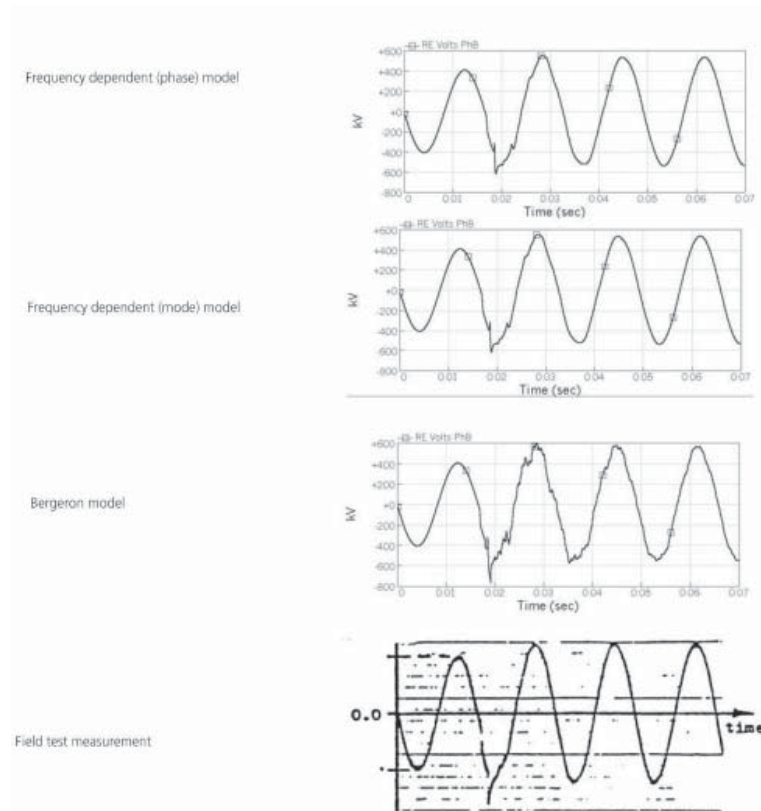 Frequency dependent (phase) model
RE Volts PhB
+600
+400
+200
+0
-200
-400
-600
-800
kV
0 0.01 0.02 0.03 0.04 0.05 0.06 0.07
Time (sec)
Frequency dependent (mode) model
RE Volts PhB
+600
+400
+200
+0
-200
-400
-600
-800
kV
0 0.01 0.02 0.03 0.04 0.05 0.06 0.07
Time (sec)
Bergeron model
RE Volts PhB
+600
+400
+200
+0
-200
-400
-600
-800
kV
0 0.01 0.02 0.03 0.04 0.05 0.06 0.07
Time (sec)
Field test measurement
0.0
time